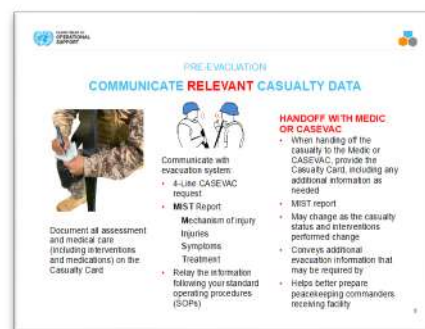 UNITED NATIONS
OPERATIONAL
SUPPORT
PRE-EVACUATION
COMMUNICATE RELEVANT CASUALTY DATA
Document all assessment
and medical care
(including interventions
and medications) on the
Casualty Card
Communicate with
evacuation system:
• 4-Line CASEVAC
request
• MIST Report
Mechanism of injury
Injuries
Symptoms
Treatment
• Relay the information
following your standard
operating procedures
(SOPs)
HANDOFF WITH MEDIC
OR CASEVAC
• When handing off the
casualty to the Medic or
CASEVAC, provide the
Casualty Card, including any
additional information as
needed
• MIST report
• May change as the casualty
status and interventions
performed change
• Conveys additional
evacuation information that
may be required by
• Helps better prepare
peacekeeping commanders
receiving facility